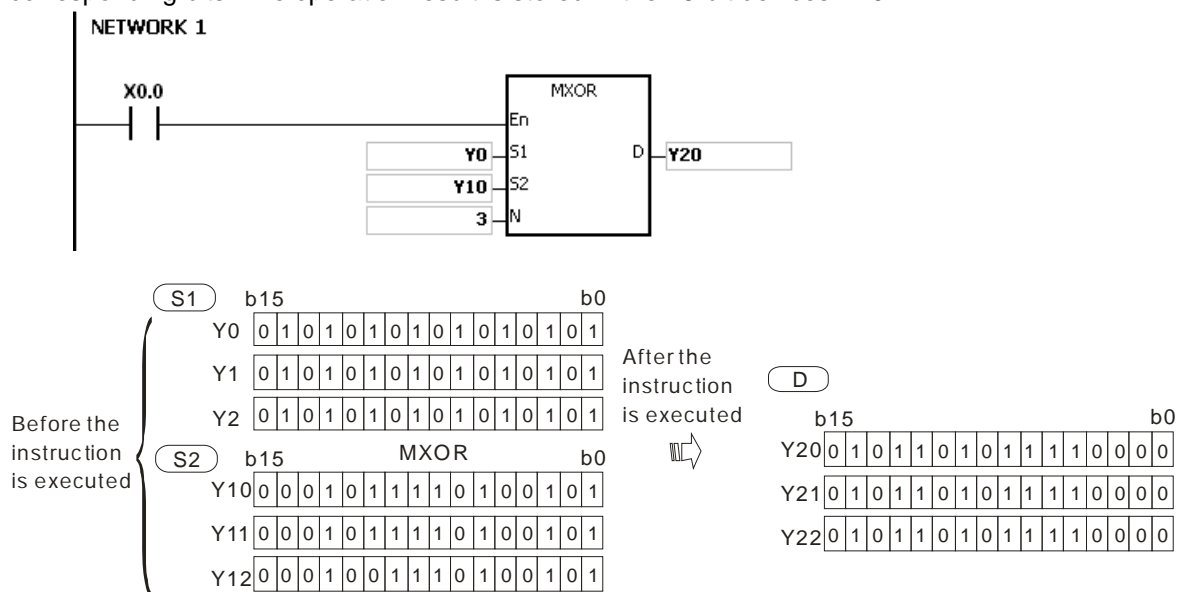 NETWORK 1
X0.0
MXOR
En
Y0 S1 D Y20
Y10 S2
3 N
S1 b15 b0
Y0 0 1 0 1 0 1 0 1 0 1 0 1 0 1 0 1
Y1 0 1 0 1 0 1 0 1 0 1 0 1 0 1 0 1
Y2 0 1 0 1 0 1 0 1 0 1 0 1 0 1 0 1
Before the
instruction
is executed
S2 b15 MXOR b0
Y10 0 0 0 1 0 1 1 1 1 0 1 0 0 1 0 1
Y11 0 0 0 1 0 1 1 1 1 0 1 0 0 1 0 1
Y12 0 0 0 1 0 0 1 1 1 0 1 0 0 1 0 1
After the
instruction
is executed
D
b15 b0
Y20 0 1 0 1 1 0 1 0 1 1 1 1 0 0 0 0
Y21 0 1 0 1 1 0 1 0 1 1 1 1 0 0 0 0
Y22 0 1 0 1 1 0 1 0 1 1 1 1 0 0 0 0